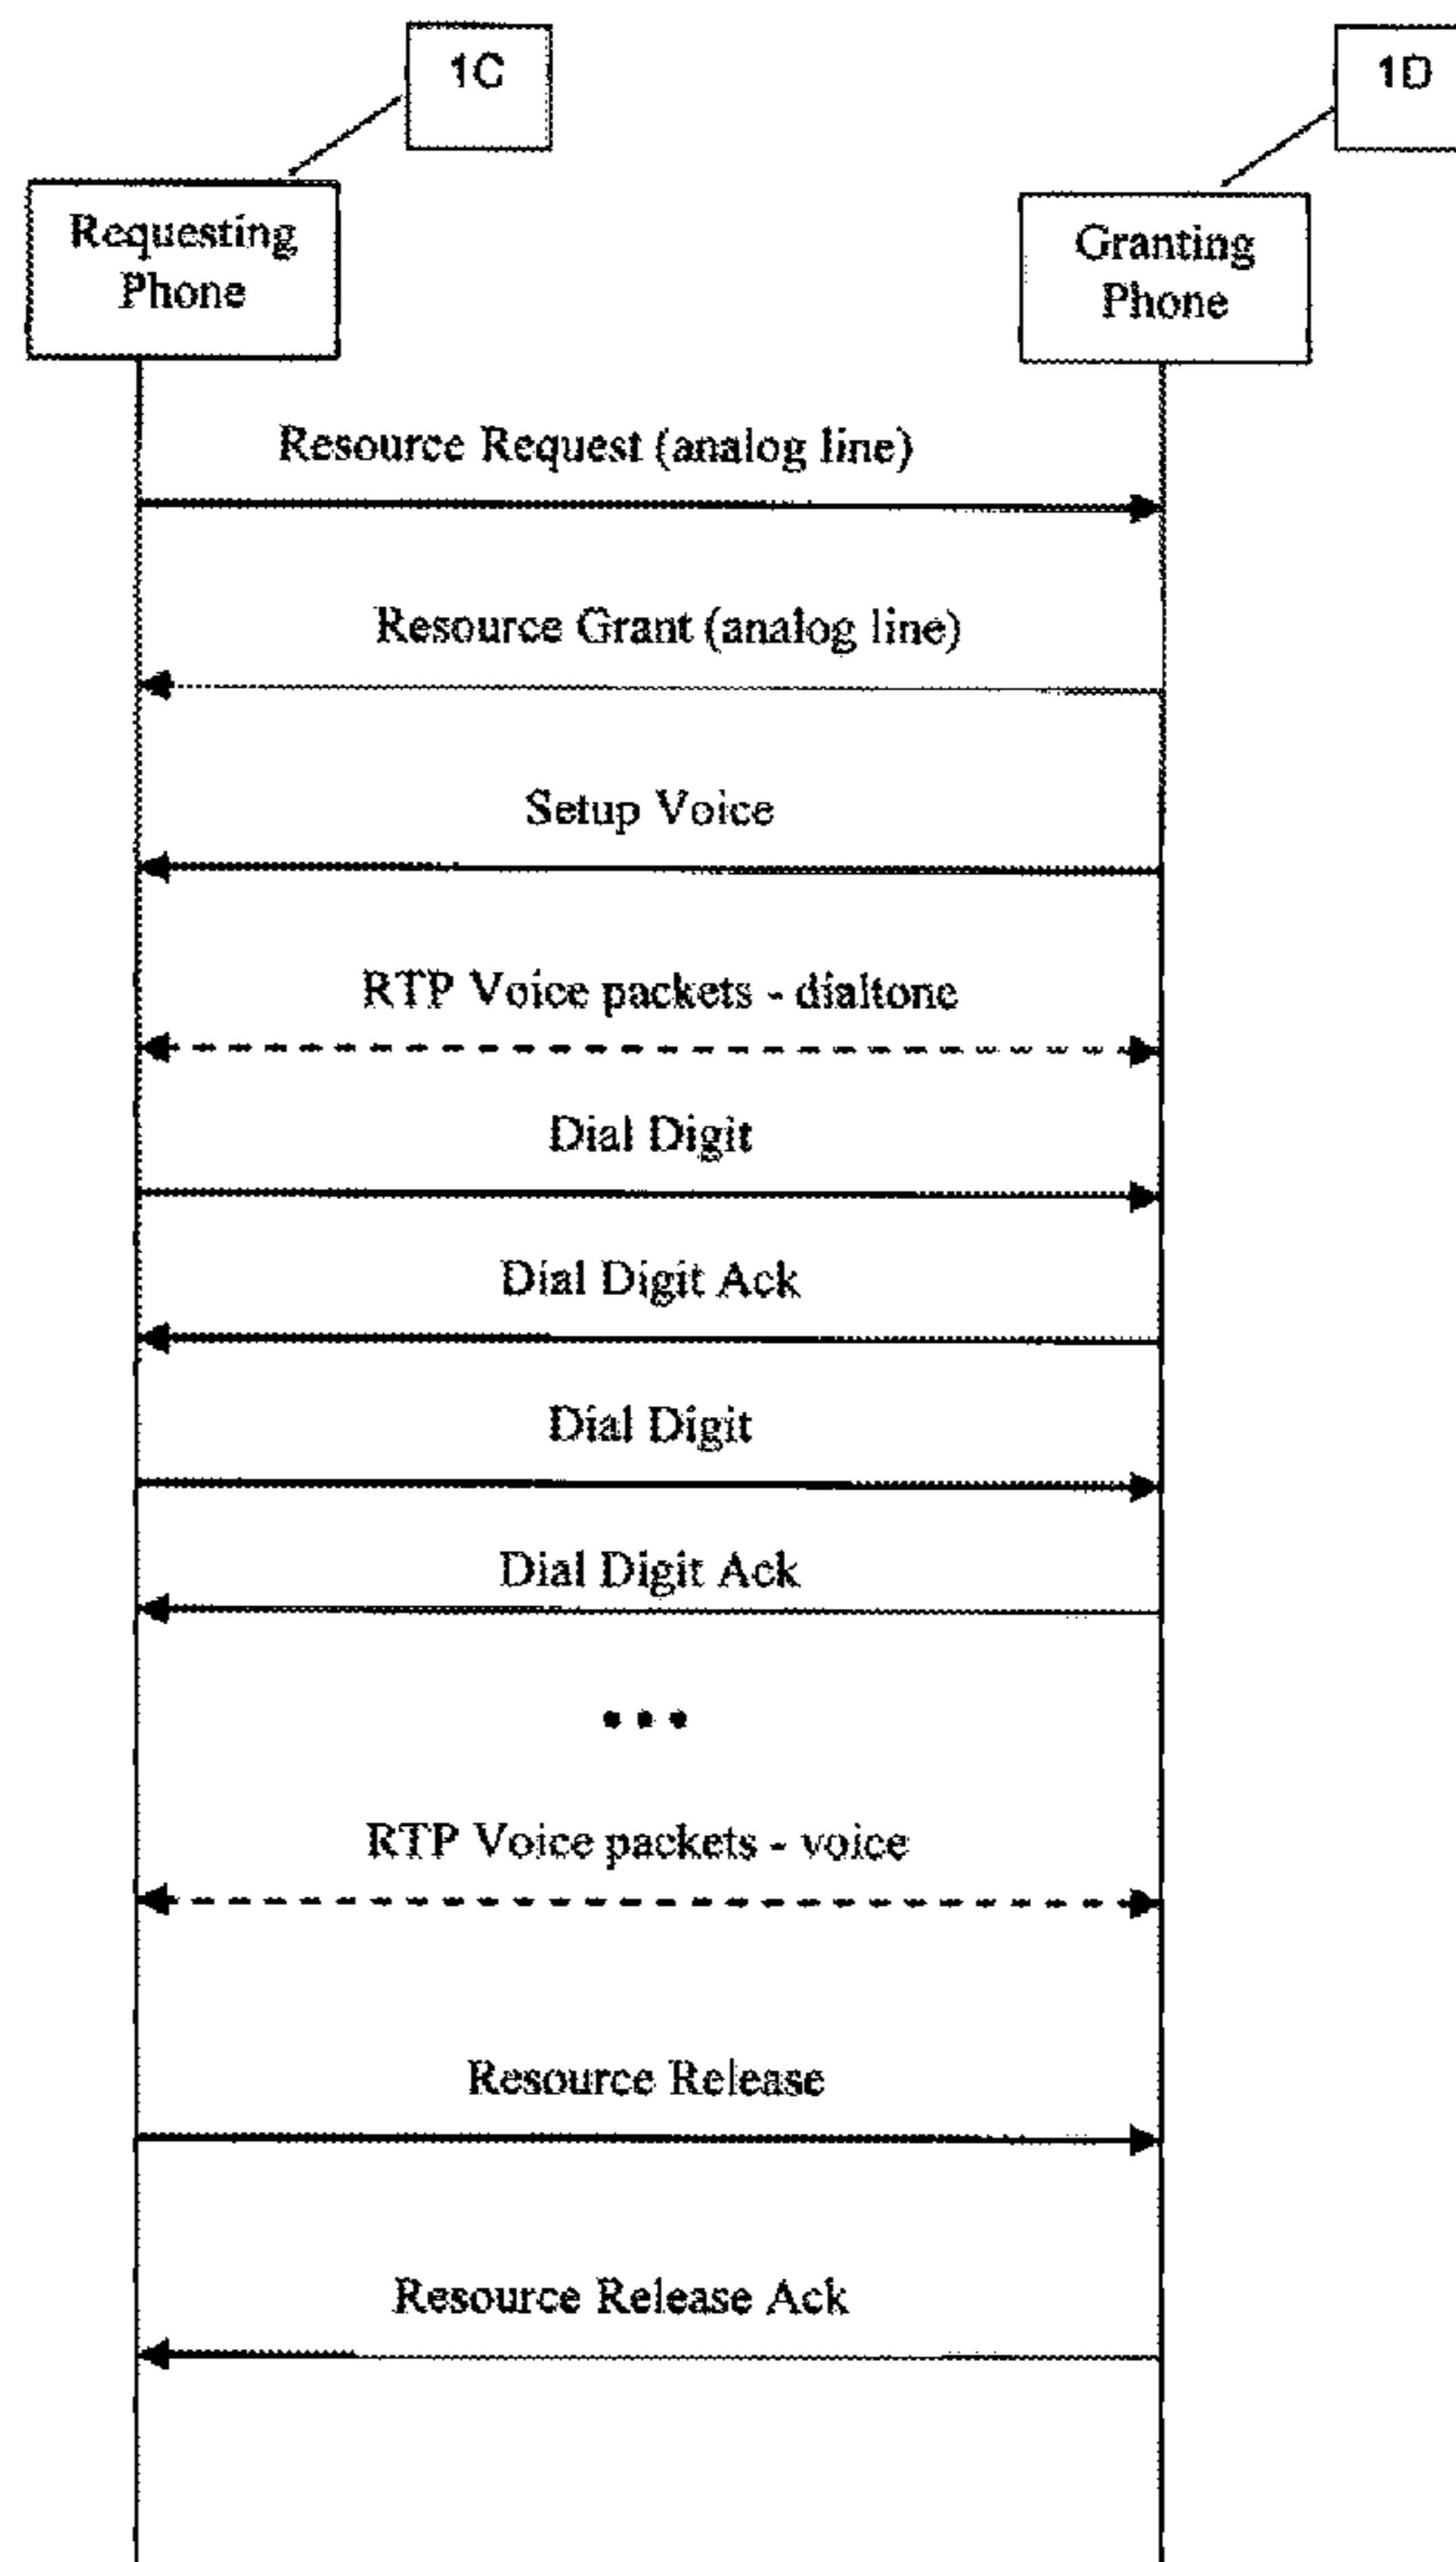 1C
1D
Requesting
Phone
Granting
Phone
Resource Request (analog line)
Resource Grant (analog line)
Setup Voice
RTP Voice packets - dialtone
Dial Digit
Dial Digit Ack
Dial Digit
Dial Digit Ack
•••
RTP Voice packets - voice
Resource Release
Resource Release Ack